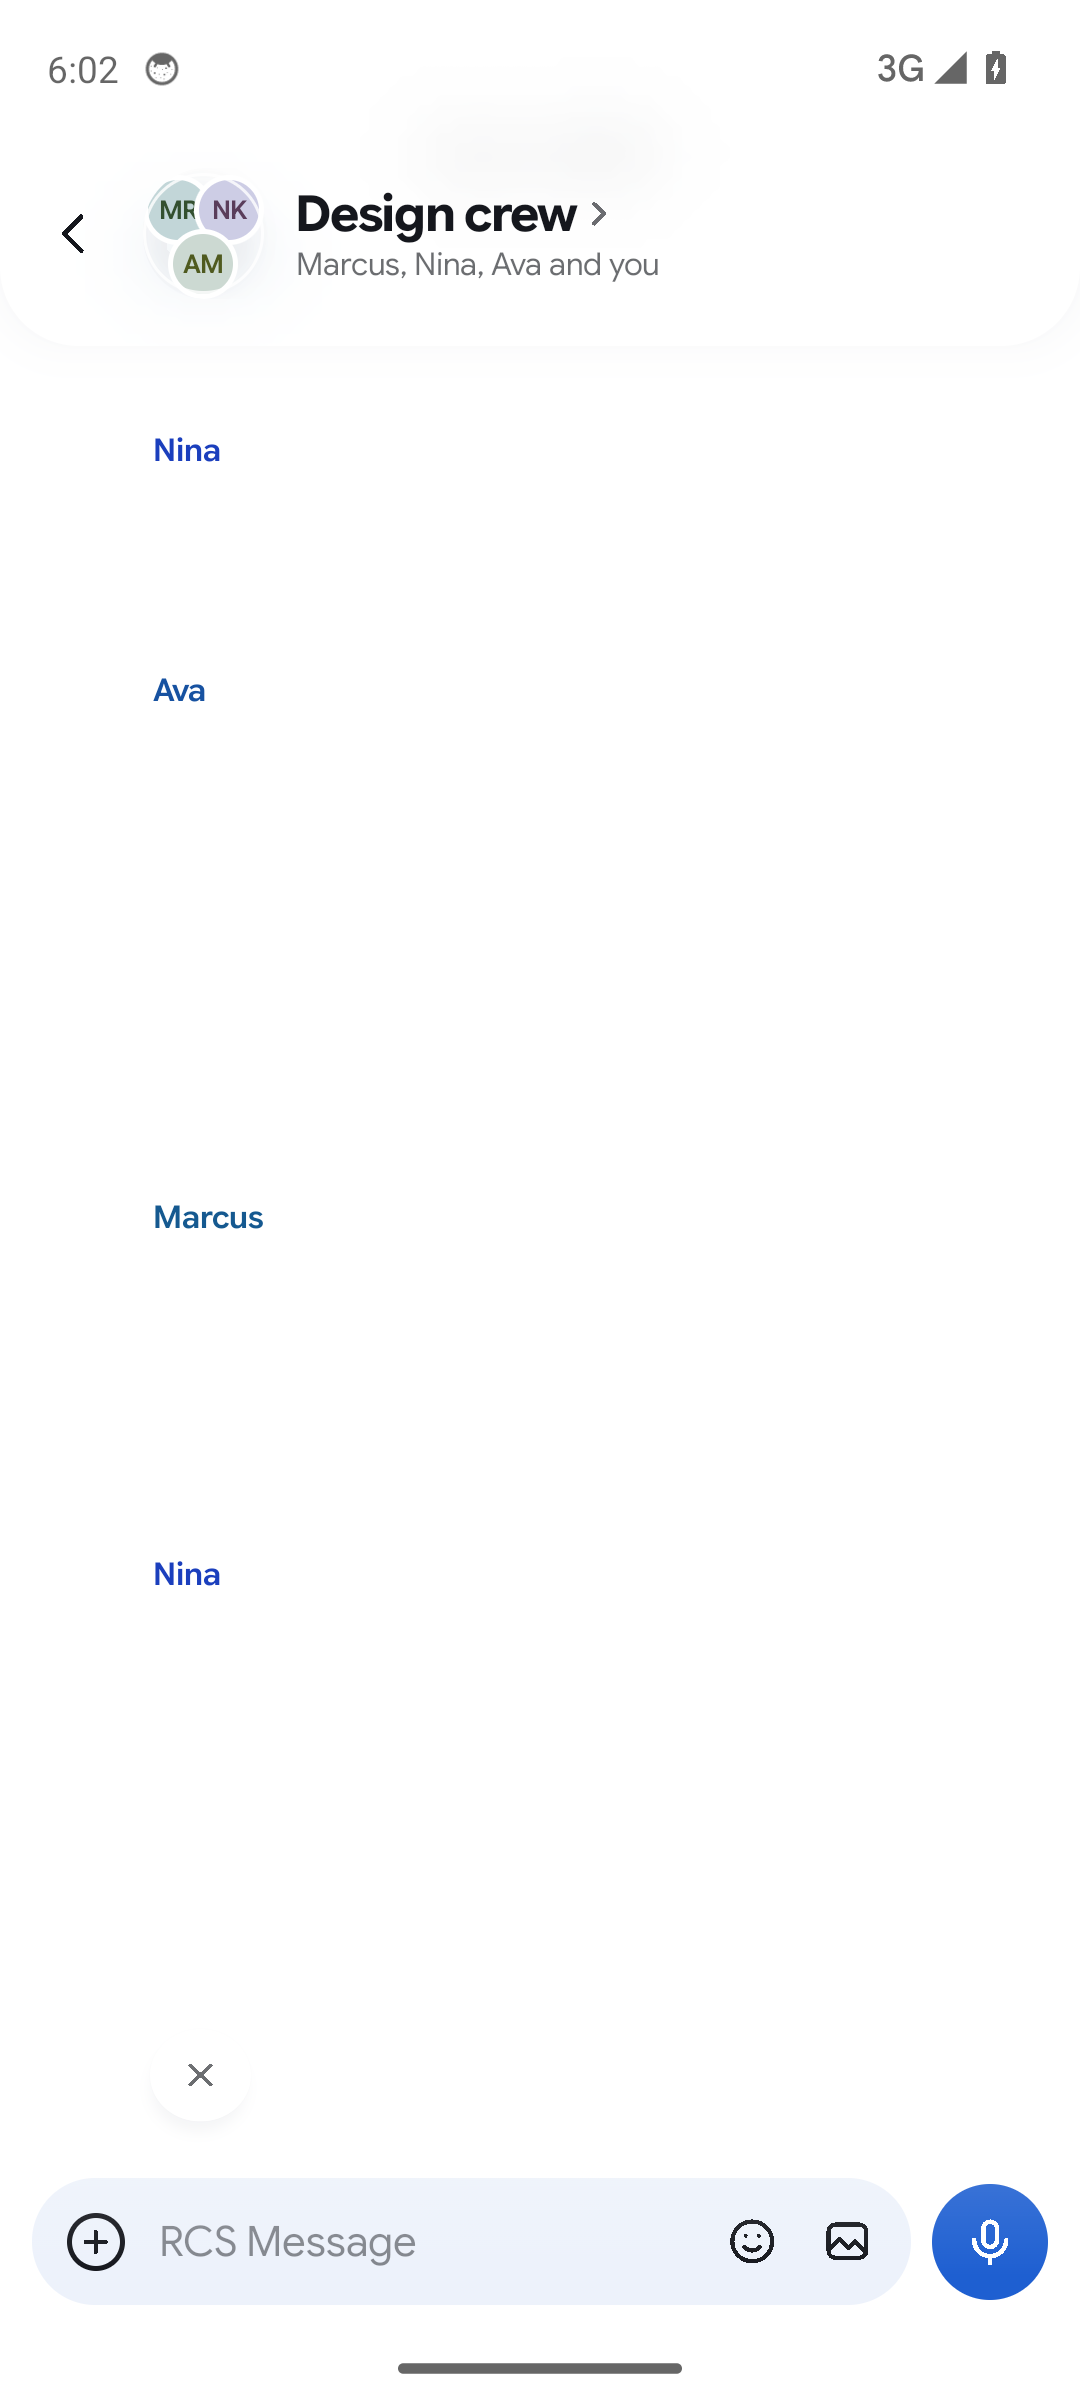 6:02
3G
MR NK
AM
Design crew
Marcus, Nina, Ava and you
Nina
Ava
Marcus
Nina
RCS Message